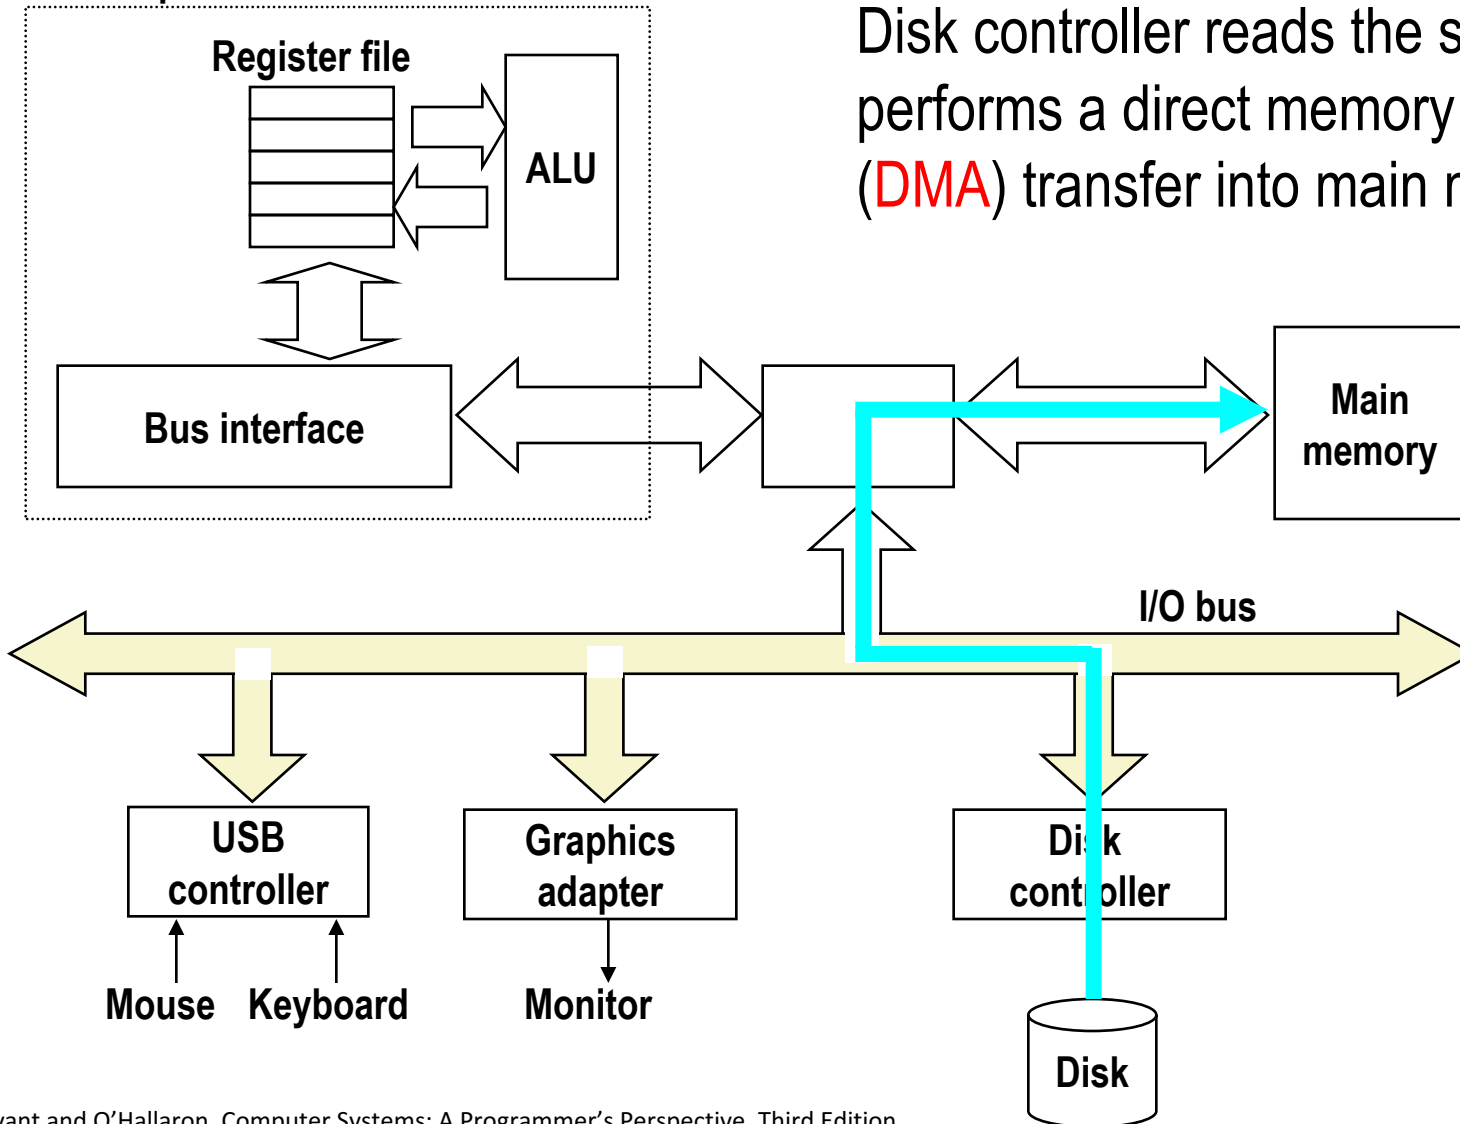 Disk controller reads the
performs a direct memory
(DMA) transfer into main
Register file
ALU
Bus interface
Main
memory
I/O bus
USB
controller
Graphics
adapter
Disk
controller
Mouse
Keyboard
Monitor
Disk
and O'Hallaron, Computer Systems: A Programmer's Perspective, Third Edition